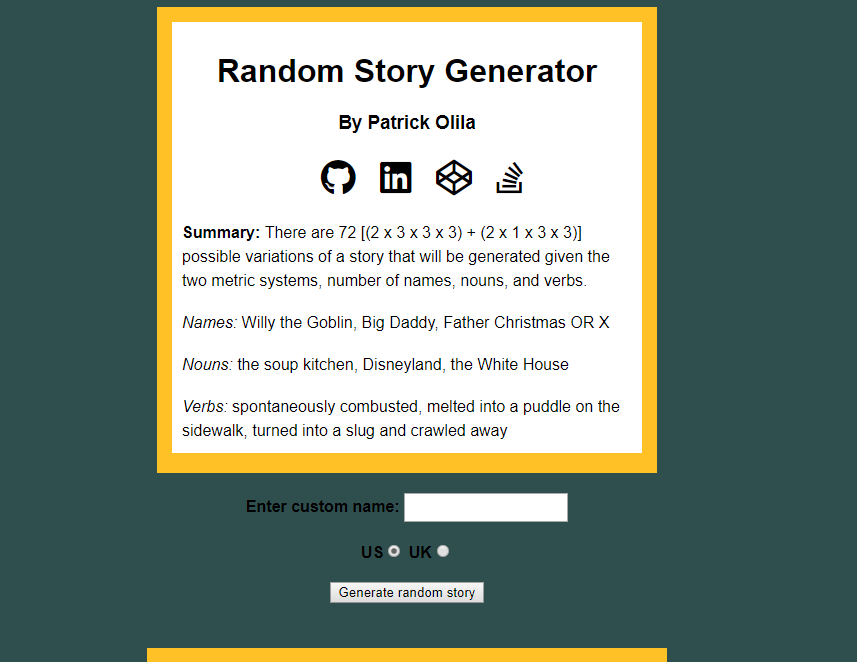 Random Story Generator
By Patrick Olila
in
Summary: There are 72 [(2 x 3 x 3 x 3) + (2 x 1 x 3 x 3)]
possible variations of a story that will be generated given the
two metric systems, number of names, nouns, and verbs.
Names: Willy the Goblin, Big Daddy, Father Christmas OR X
Nouns: the soup kitchen, Disneyland, the White House
Verbs: spontaneously combusted, melted into a puddle on the
sidewalk, turned into a slug and crawled away
Enter custom name:
US UK
Generate random story